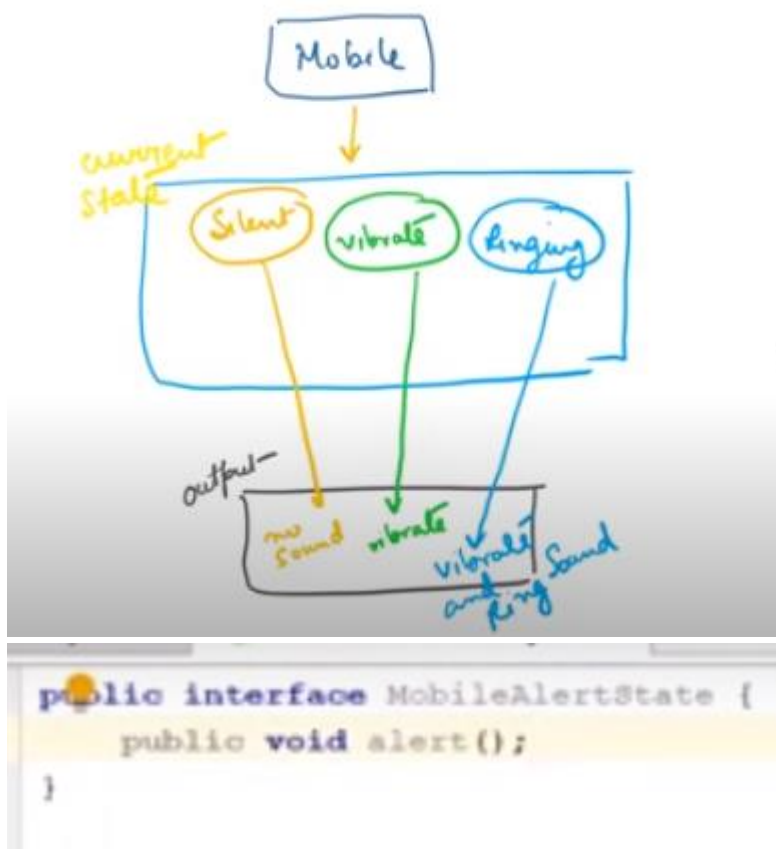 Mobile
current
State
Silent
vibrate
Ringing
output
no
sound
vibrate
vibrate
and
Ring Sound
public interface MobileAlertState {
public void alert();
}